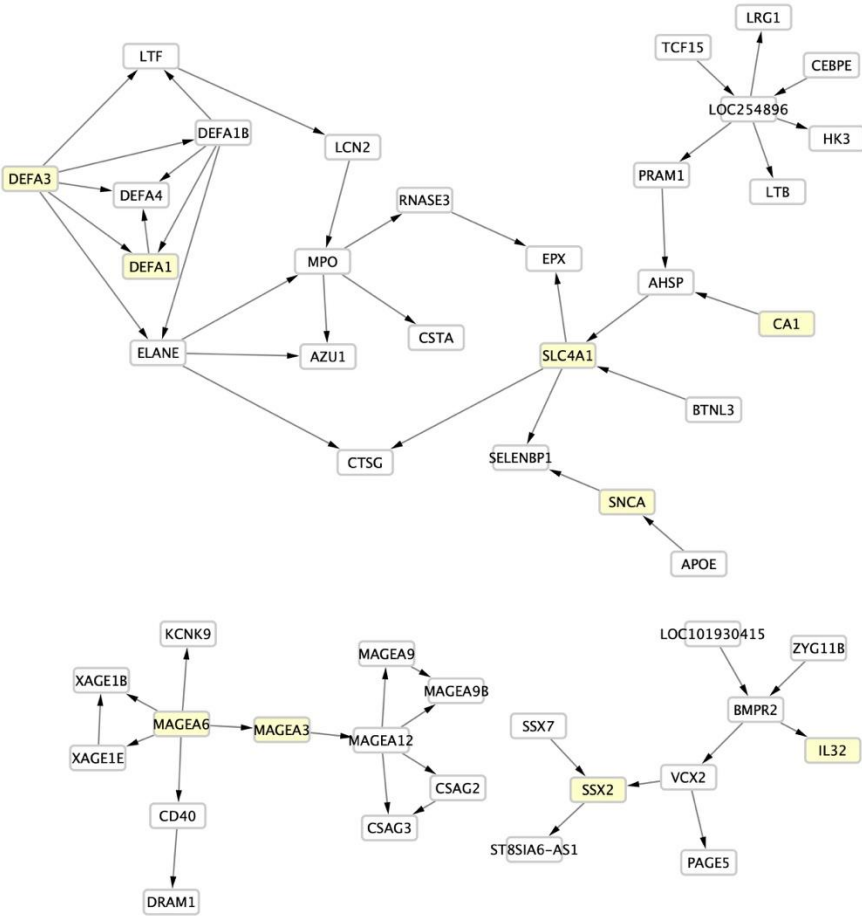 LRG1
TCF15
LTF
CEBPE
LOC254896
DEFA1B
HK3
LCN2
PRAM1
DEFA3
LTB
DEFA4
RNASE3
EPX
MPO
DEFA1
AHSP
CA1
CSTA
ELANE
AZU1
SLC4A1
BTNL3
CTSG
SELENBP1
SNCA
APOE
KCNK9
LOC101930415
ZYG11B
MAGEA9
XAGE1B
MAGEA9B
BMPR2
MAGEA6
MAGEA3
SSX7
MAGEA12
IL32
XAGE1E
VCX2
CSAG2
SSX2
CD40
CSAG3
ST8SIA6-AS1
PAGE5
DRAM1